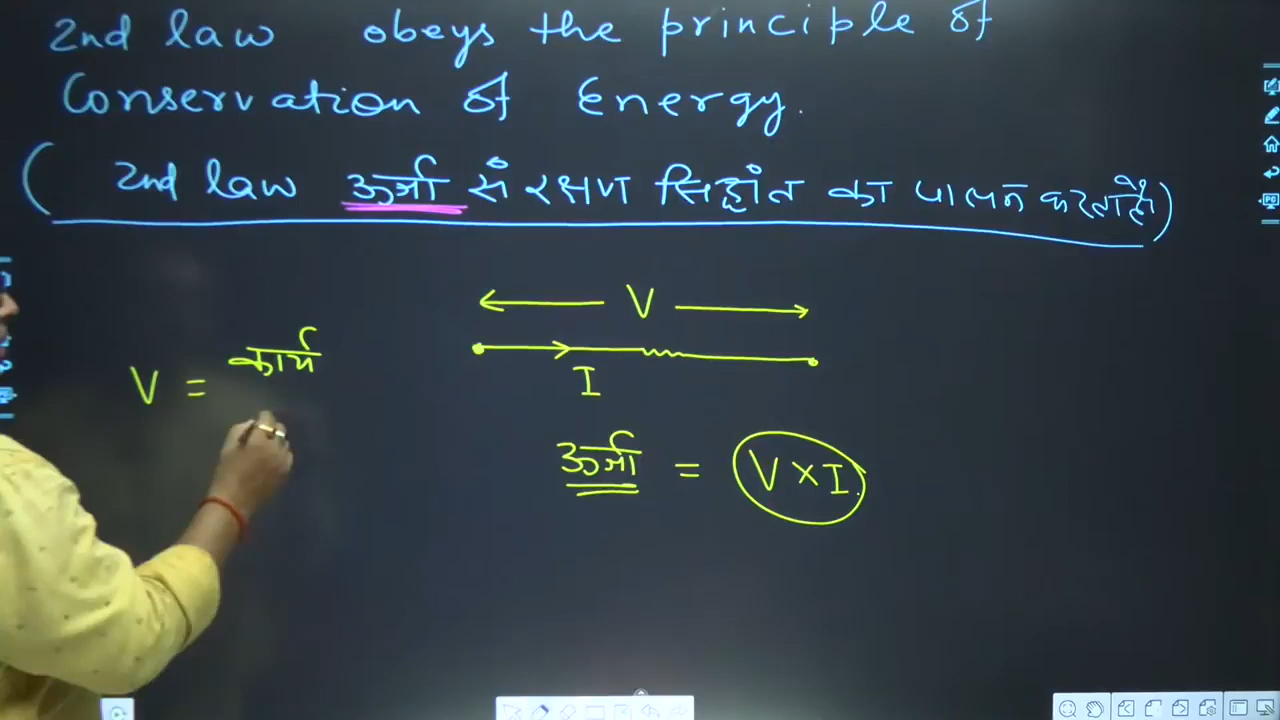 2nd law obeys the principle of
Conservation of Energy.
( 2nd law ऊर्जा संरक्षण सिद्धांत का पालन करता है। )
V
I
V = कार्य
ऊर्जा = V × I